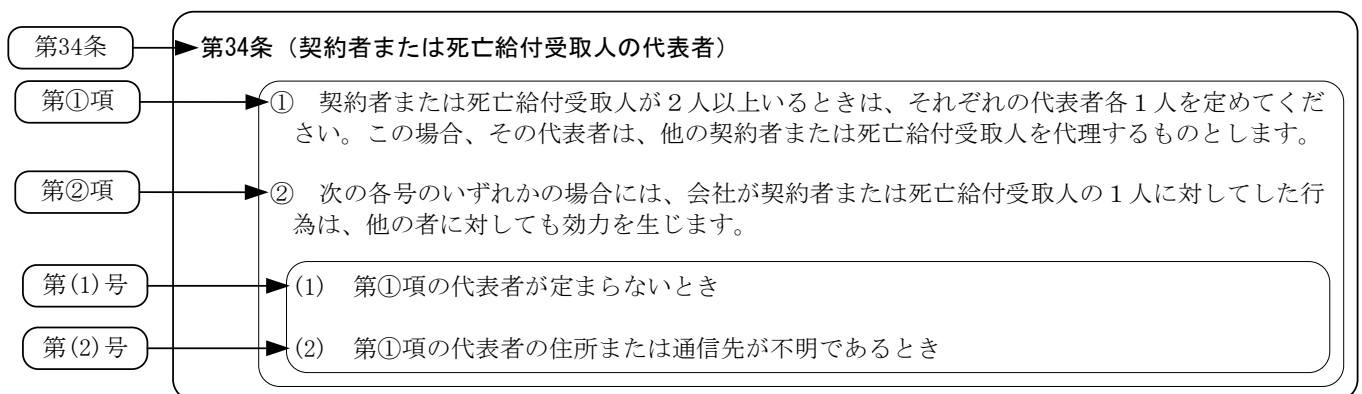 第34条
第34条（契約者または死亡給付受取人の代表者）
第①項
①　契約者または死亡給付受取人が２人以上いるときは、それぞれの代表者各１人を定めてくだ
さい。この場合、その代表者は、他の契約者または死亡給付受取人を代理するものとします。
第②項
②　次の各号のいずれかの場合には、会社が契約者または死亡給付受取人の１人に対してした行
為は、他の者に対しても効力を生じます。
第(1)号
(1)　第①項の代表者が定まらないとき
第(2)号
(2)　第①項の代表者の住所または通信先が不明であるとき